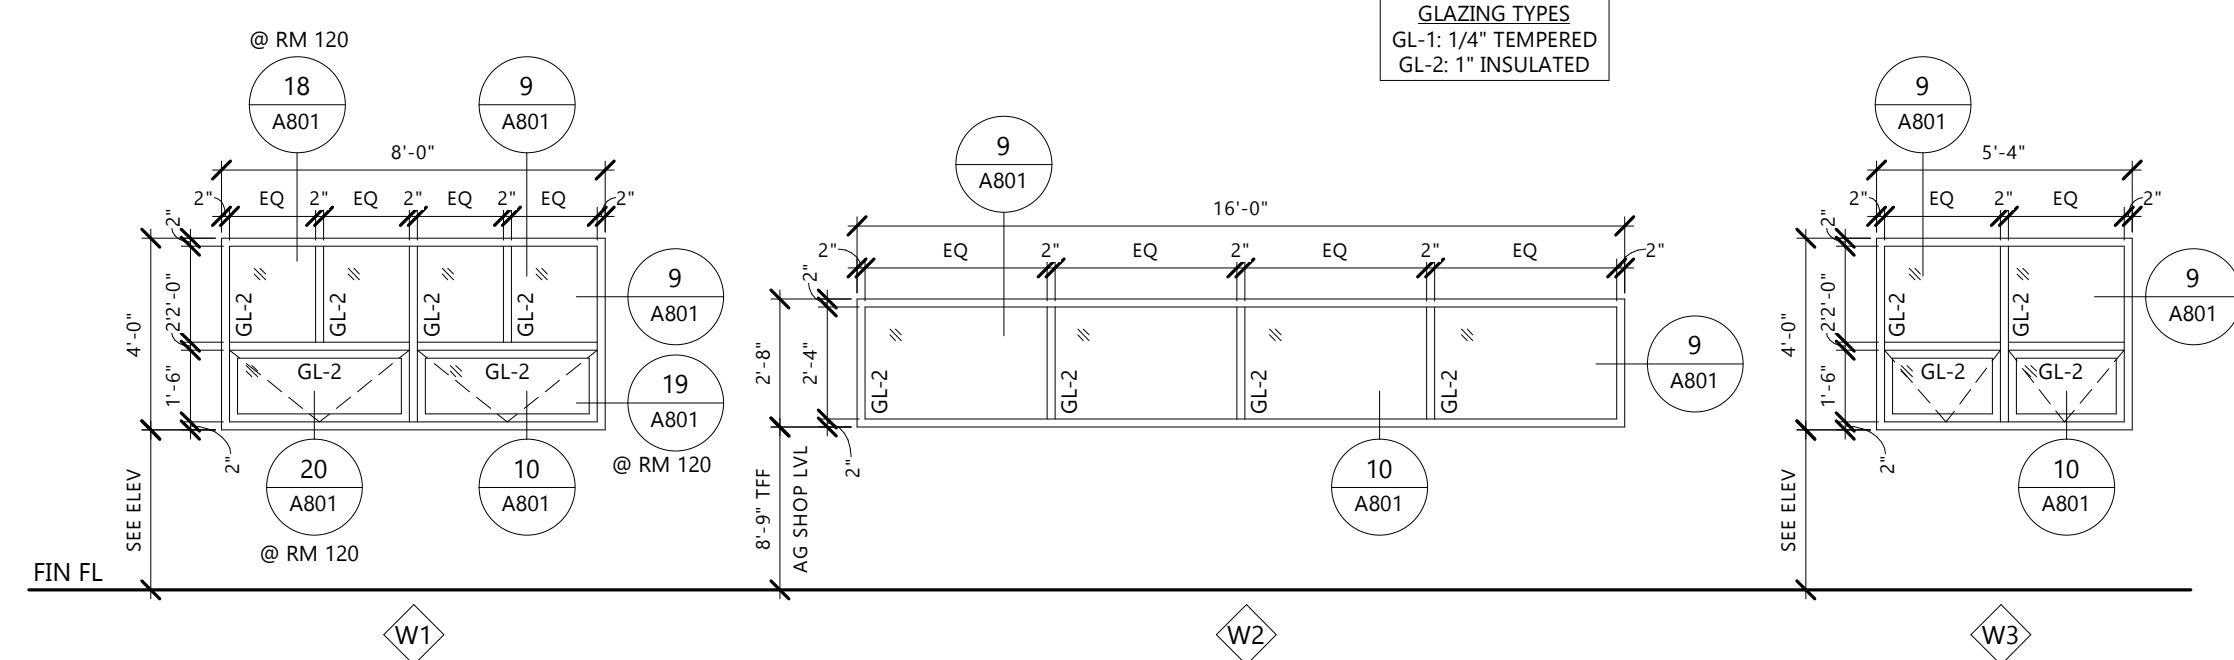 GLAZING TYPES
GL-1: 1/4" TEMPERED
GL-2: 1" INSULATED
@ RM 120
18
A801
9
A801
8'-0"
2" EQ 2" EQ 2" EQ 2" EQ 2"
2"
2'-0"
2"
1'-6"
2"
4'-0"
SEE ELEV
GL-2
GL-2
GL-2
GL-2
GL-2
GL-2
9
A801
19
A801
@ RM 120
20
A801
@ RM 120
10
A801
9
A801
16'-0"
2" EQ 2" EQ 2" EQ 2" EQ 2"
2"
2'-4"
2"
2'-8"
8'-9" TFF
AG SHOP LVL
GL-2
GL-2
GL-2
GL-2
9
A801
10
A801
9
A801
5'-4"
2" EQ 2" EQ 2"
2"
2'-0"
2"
1'-6"
2"
4'-0"
SEE ELEV
GL-2
GL-2
GL-2
GL-2
9
A801
10
A801
FIN FL
W1
W2
W3